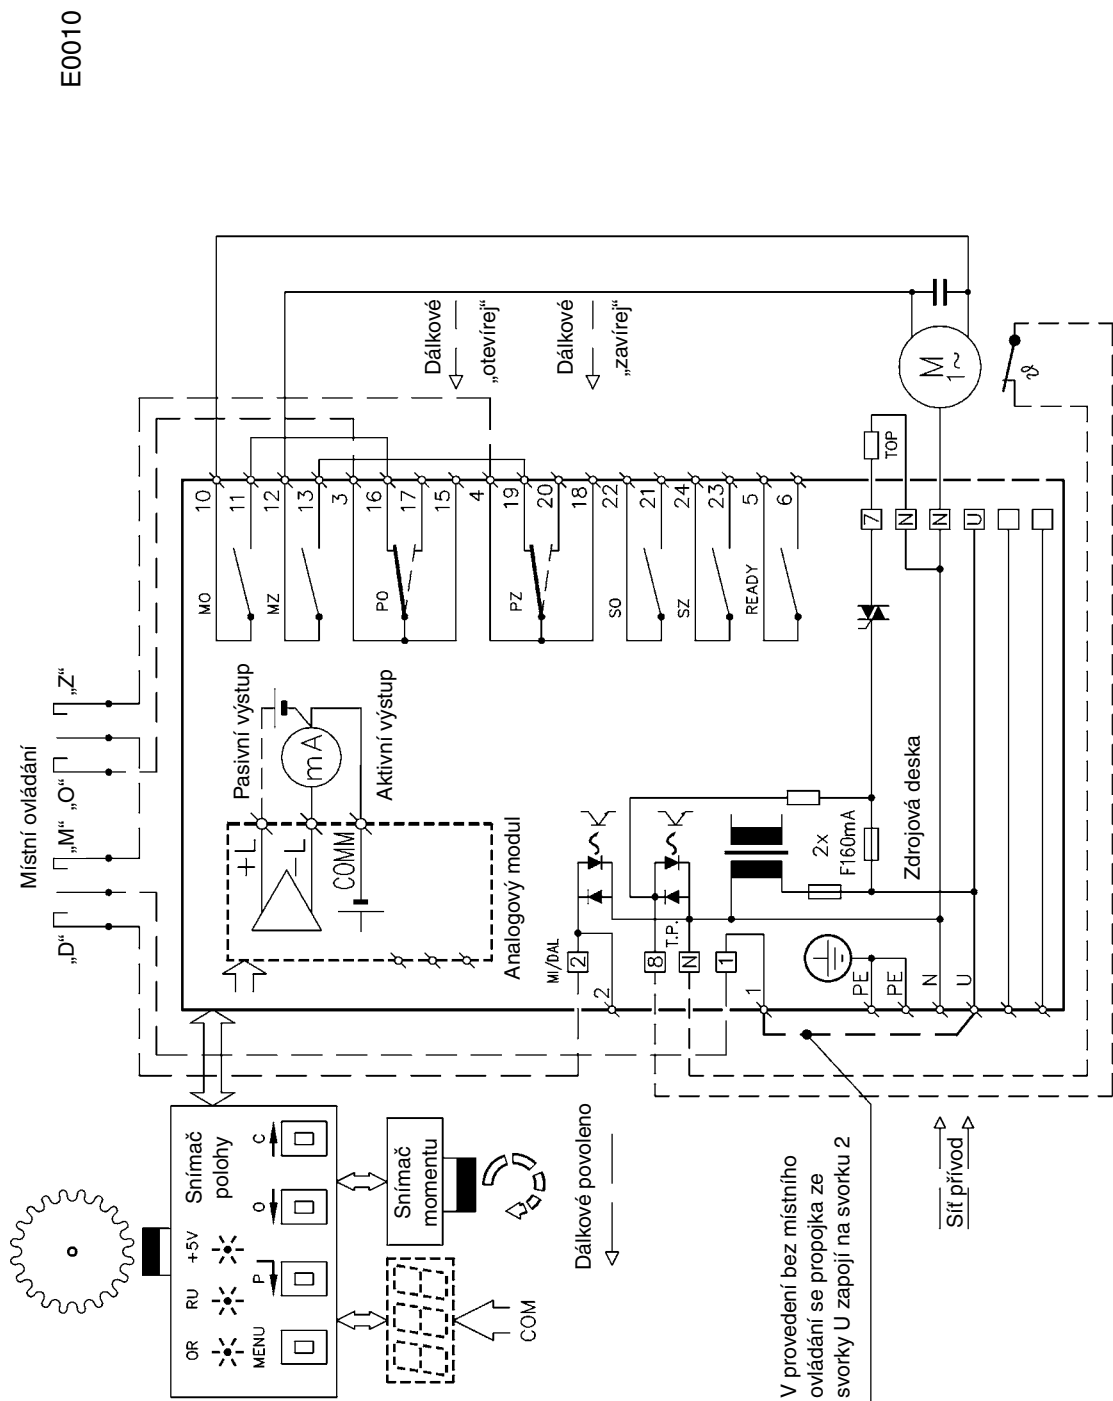 E0010
Místní ovládání
„D“
„M“
„O“
„Z“
Snímač
polohy
OR
RU
+5V
MENU
P
O
C
Snímač
momentu
COM
Analogový modul
+L
-L
COMM
mA
Pasivní výstup
Aktivní výstup
MO
MZ
PO
PZ
SO
SZ
READY
10
11
12
13
3
16
17
15
4
19
20
18
22
21
24
23
5
6
Dálkové
„otevírej“
Dálkové
„zavírej“
Dálkové povoleno
MI/DAL
2
2
8
T.P.
N
1
1
PE
PE
N
U
2x
F160mA
Zdrojová deska
7
N
N
U
TOP
M
1~
ϑ
V provedení bez místního
ovládání se propojka ze
svorky U zapojí na svorku 2
Síť přívod